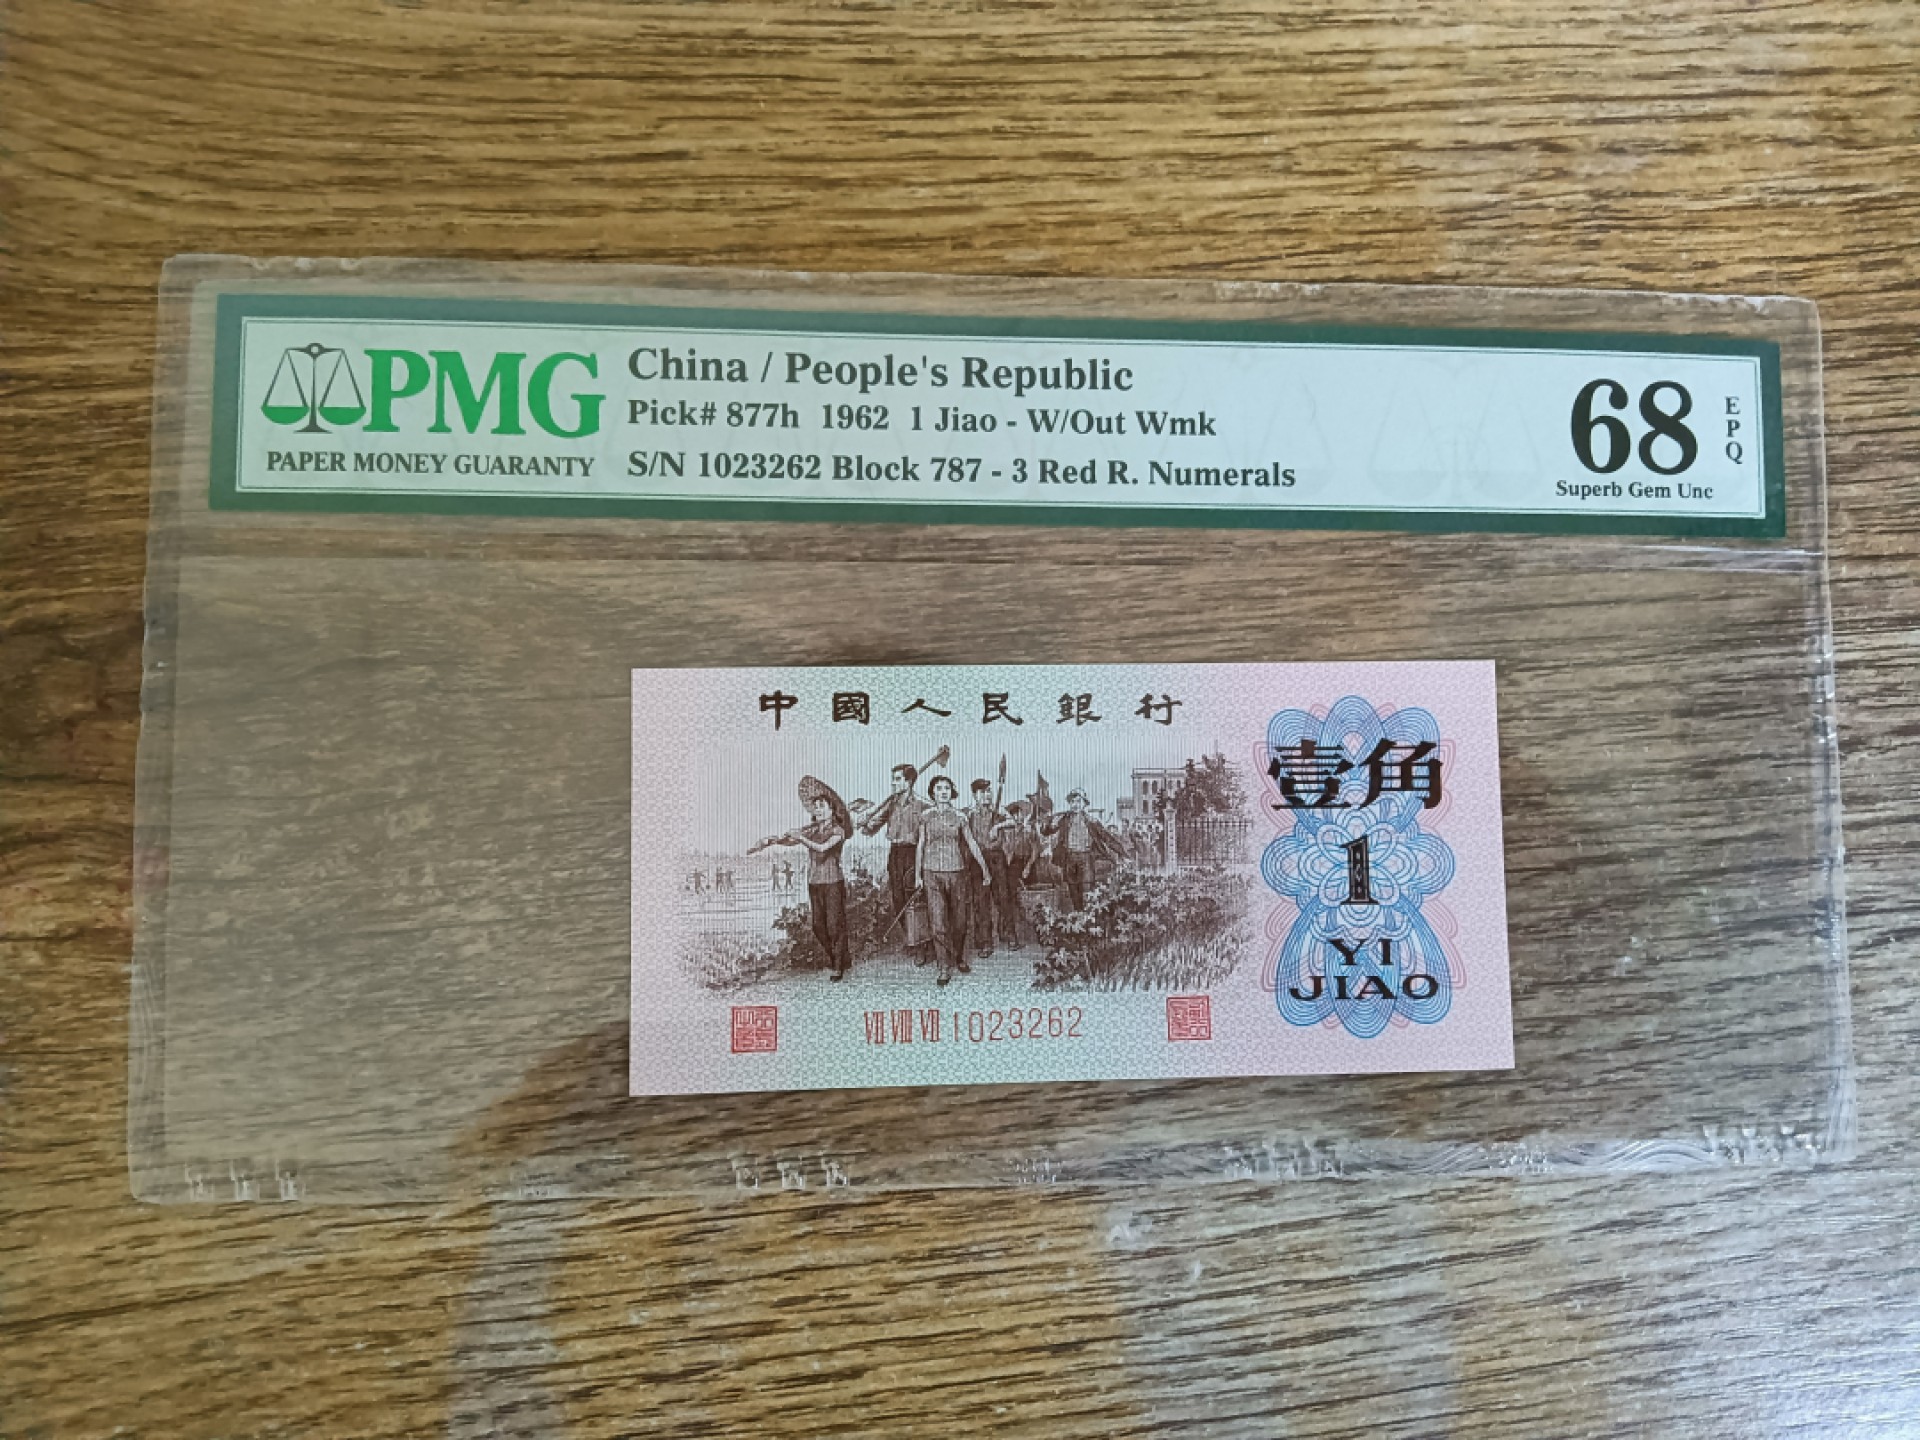 PMG
PAPER MONEY GUARANTY
China / People's Republic
Pick# 877h 1962 1 Jiao - W/Out Wmk
S/N 1023262 Block 787 - 3 Red R. Numerals
68
EPQ
Superb Gem Unc
中國人民銀行
壹角
1
YI
JIAO
VII VIII VII 1023262